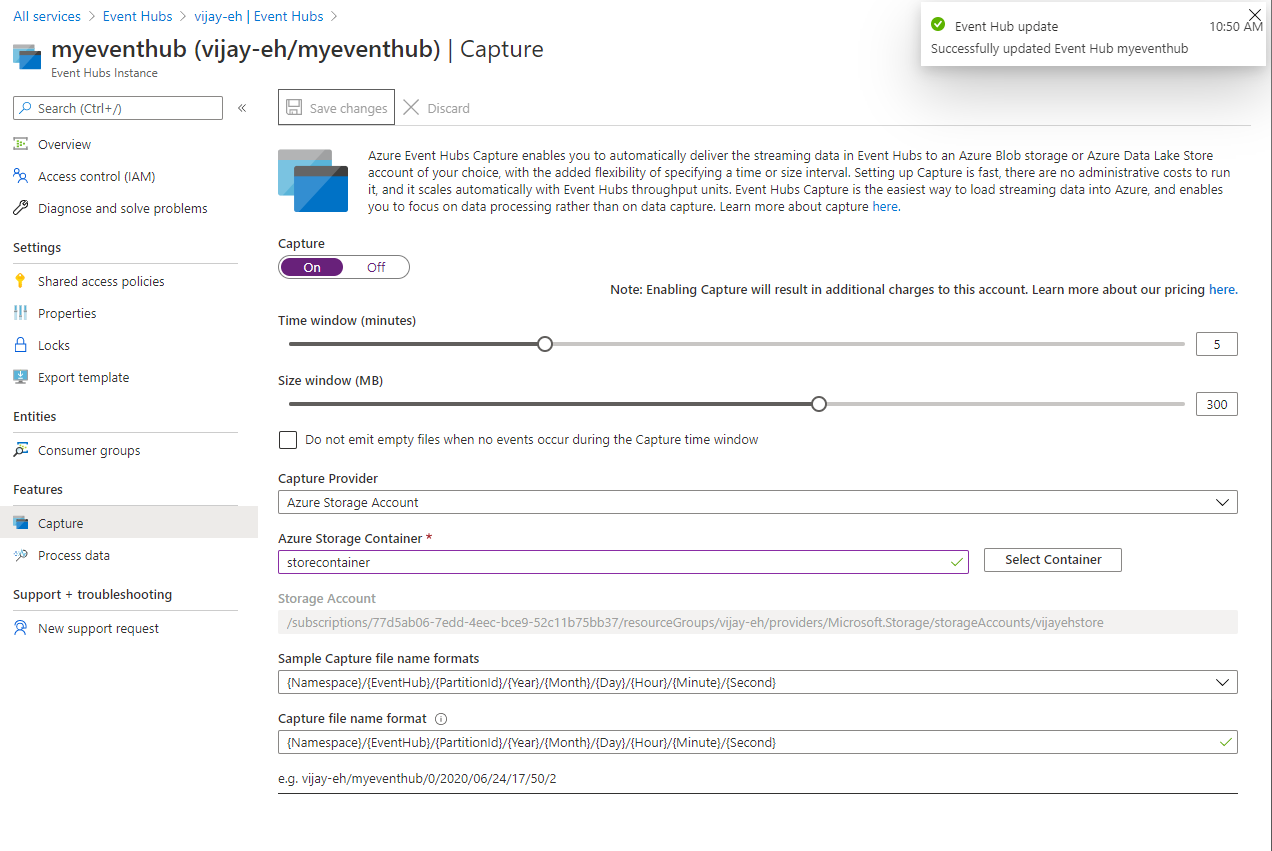 All services > Event Hubs > vijay-eh | Event Hubs >
myeventhub (vijay-eh/myeventhub) | Capture
Event Hubs Instance
Event Hub update 10:50 AM
Successfully updated Event Hub myeventhub
Search (Ctrl+/) «
Overview
Access control (IAM)
Diagnose and solve problems
Settings
Shared access policies
Properties
Locks
Export template
Entities
Consumer groups
Features
Capture
Process data
Support + troubleshooting
New support request
Save changes Discard
Azure Event Hubs Capture enables you to automatically deliver the streaming data in Event Hubs to an Azure Blob storage or Azure Data Lake Store
account of your choice, with the added flexibility of specifying a time or size interval. Setting up Capture is fast, there are no administrative costs to run
it, and it scales automatically with Event Hubs throughput units. Event Hubs Capture is the easiest way to load streaming data into Azure, and enables
you to focus on data processing rather than on data capture. Learn more about capture here.
Capture
On Off
Note: Enabling Capture will result in additional charges to this account. Learn more about our pricing here.
Time window (minutes)
5
Size window (MB)
300
Do not emit empty files when no events occur during the Capture time window
Capture Provider
Azure Storage Account
Azure Storage Container *
storecontainer
Select Container
Storage Account
/subscriptions/77d5ab06-7edd-4eec-bce9-52c11b75bb37/resourceGroups/vijay-eh/providers/Microsoft.Storage/storageAccounts/vijayehstore
Sample Capture file name formats
{Namespace}/{EventHub}/{PartitionId}/{Year}/{Month}/{Day}/{Hour}/{Minute}/{Second}
Capture file name format
{Namespace}/{EventHub}/{PartitionId}/{Year}/{Month}/{Day}/{Hour}/{Minute}/{Second}
e.g. vijay-eh/myeventhub/0/2020/06/24/17/50/2